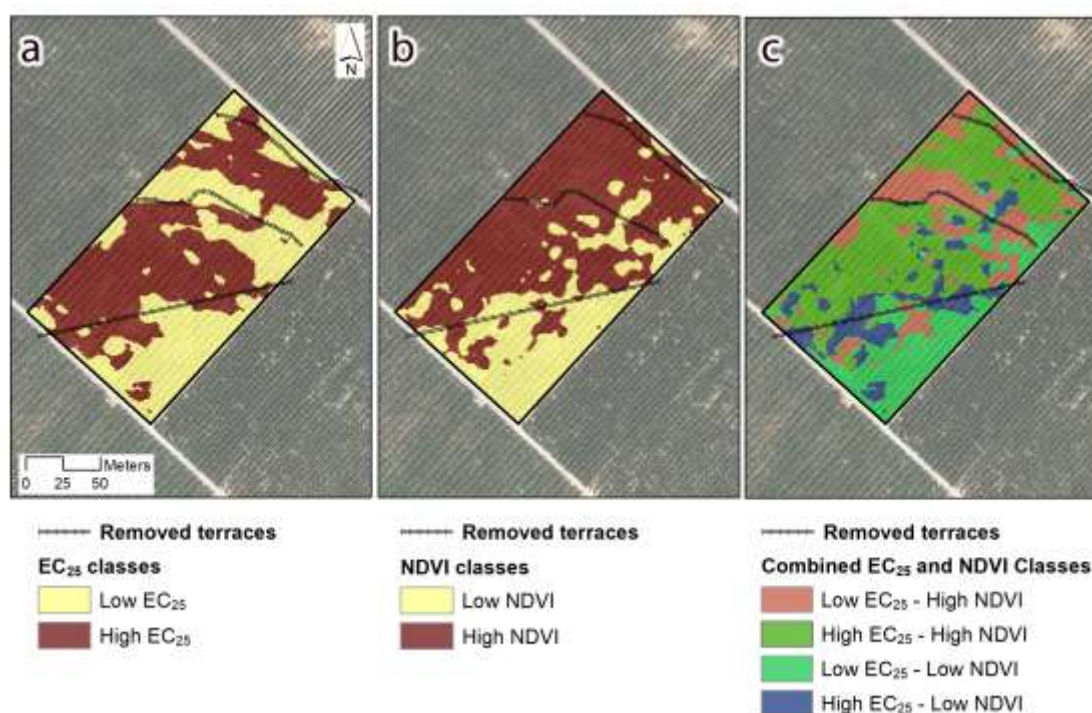 a
b
c
N
Meters
0 25 50
Removed terraces
EC₂₅ classes
Low EC₂₅
High EC₂₅
Removed terraces
NDVI classes
Low NDVI
High NDVI
Removed terraces
Combined EC₂₅ and NDVI Classes
Low EC₂₅ - High NDVI
High EC₂₅ - High NDVI
Low EC₂₅ - Low NDVI
High EC₂₅ - Low NDVI